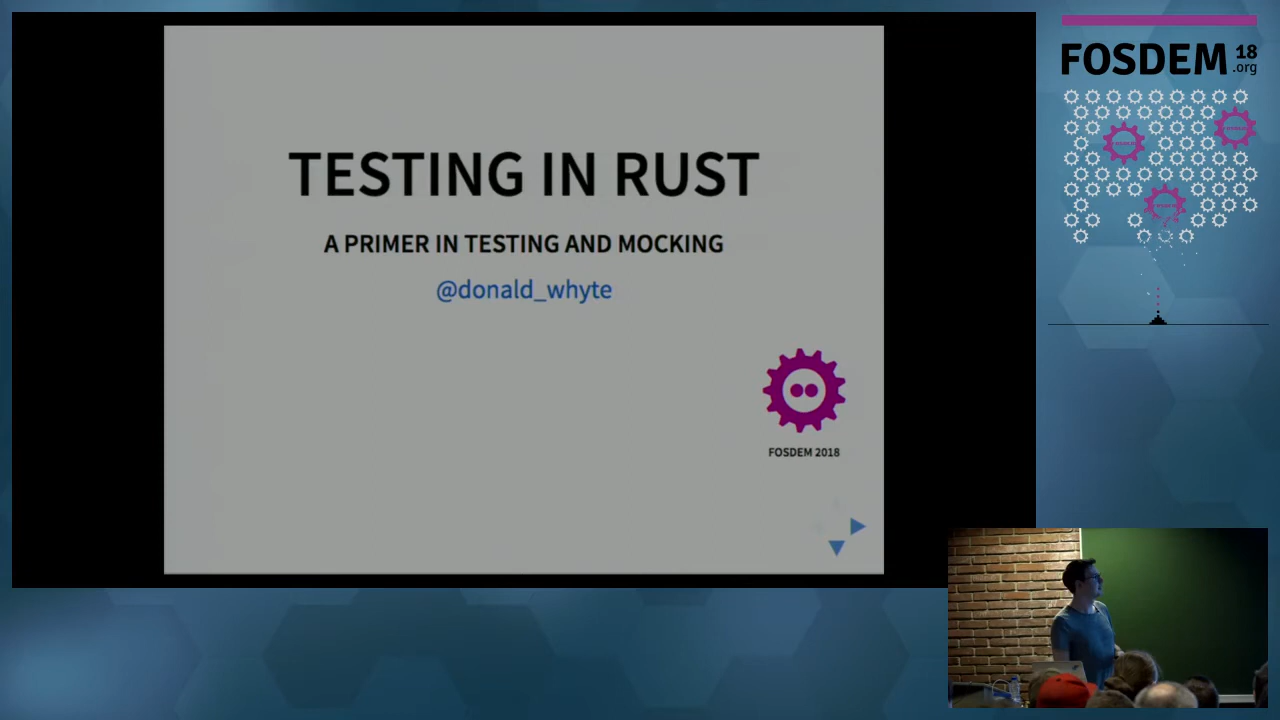 TESTING IN RUST
A PRIMER IN TESTING AND MOCKING
@donald_whyte
FOSDEM 2018
FOSDEM 18
.org